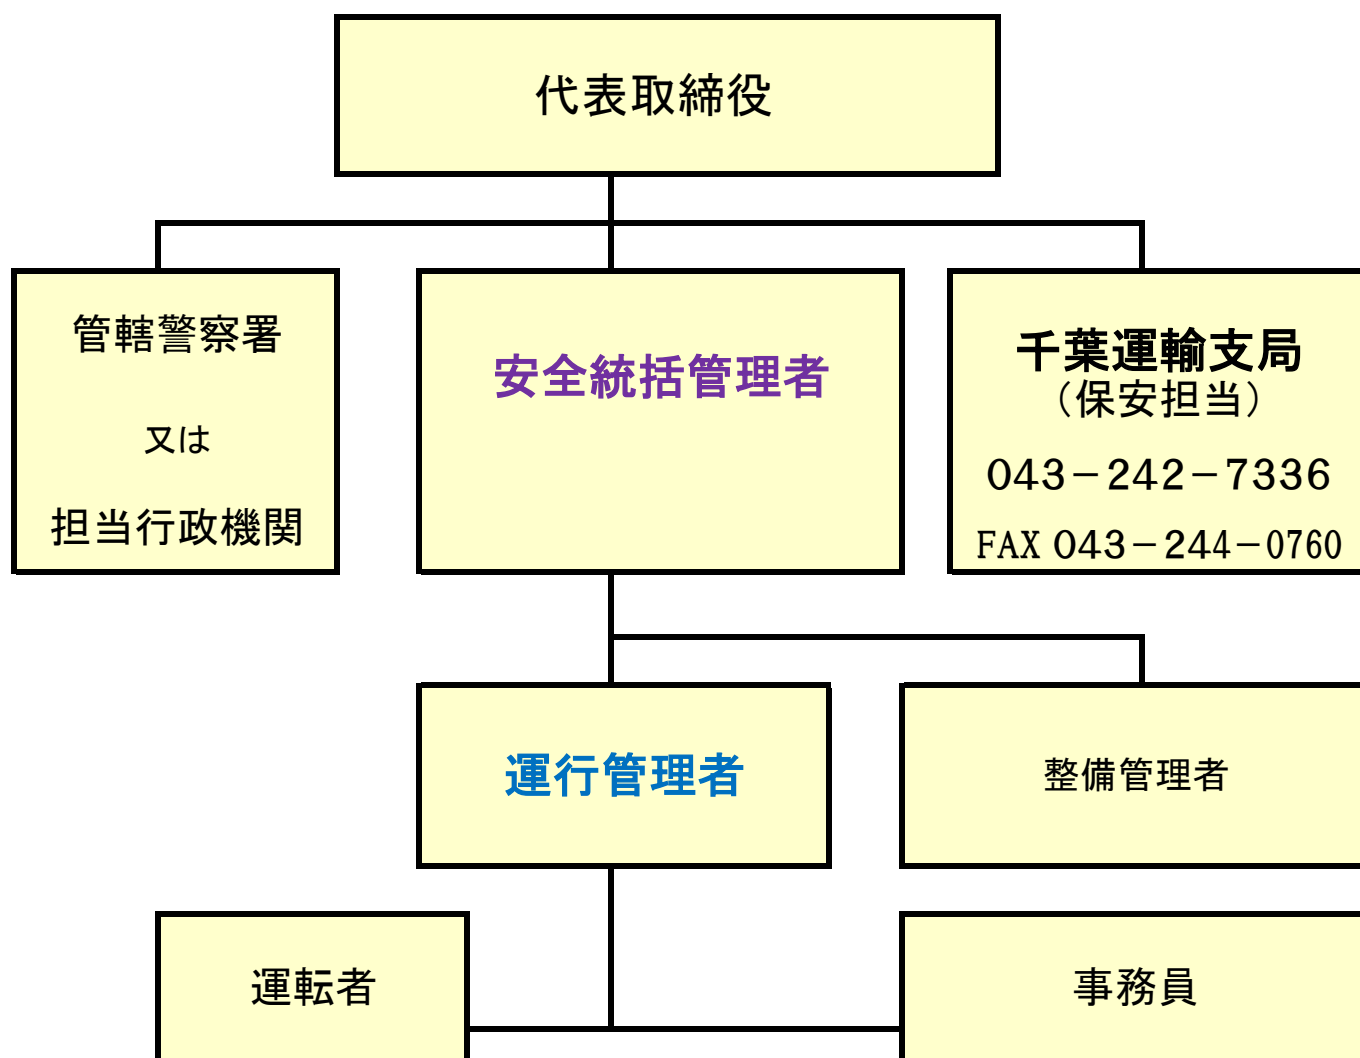 代表取締役
管轄警察署
又は
担当行政機関
安全統括管理者
千葉運輸支局
（保安担当）
０４３－２４２－７３３６
FAX ０４３－２４４－0760
運行管理者
整備管理者
運転者
事務員